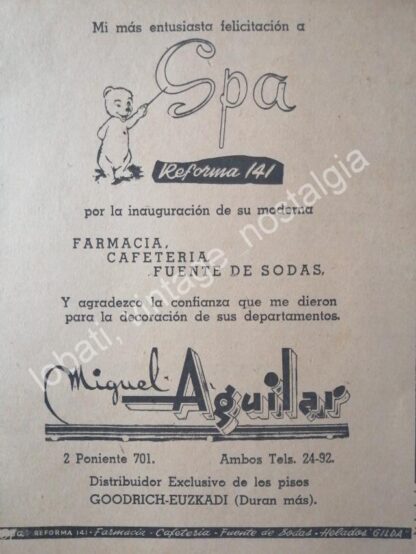 Mi más entusiasta felicitación a
Spa
Reforma 141
por la inauguración de su moderna
FARMACIA,
CAFETERIA,
FUENTE DE SODAS,
Y agradezco la confianza que me dieron
para la decoración de sus departamentos.
Miguel Aguilar
2 Poniente 701. Ambos Tels. 24-92.
Distribuidor Exclusivo de los pisos
GOODRICH-EUZKADI (Duran más).
REFORMA 141 - Farmacia - Cafetería - Fuente de Sodas - Helados GILDA
lobati, vintage nostalgia